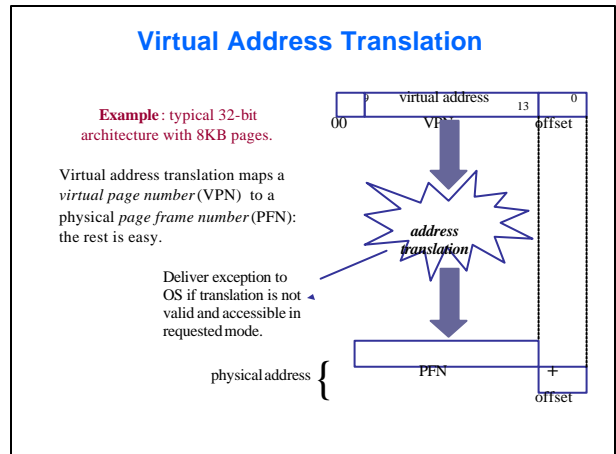 Virtual Address Translation
Example: typical 32-bit
architecture with 8KB pages.
Virtual address translation maps a
virtual page number (VPN) to a
physical page frame number (PFN):
the rest is easy.
virtual address
13
0
00
VPN
offset
address
translation
Deliver exception to
OS if translation is not
valid and accessible in
requested mode.
physical address {
PFN
+
offset